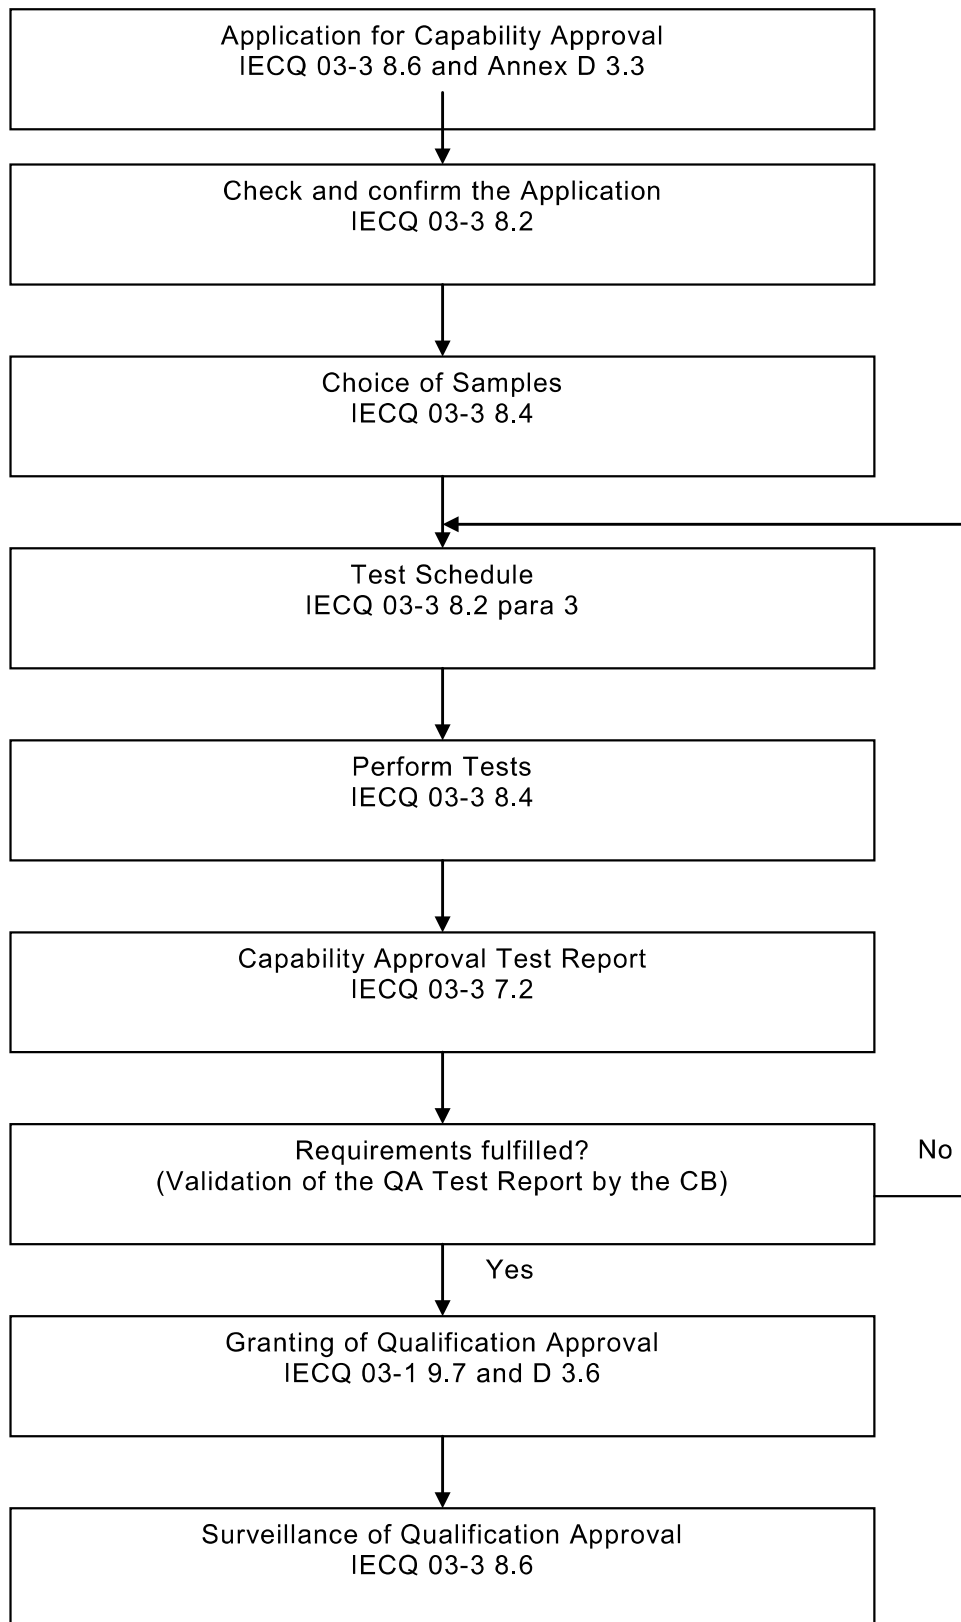 Application for Capability Approval
IECQ 03-3 8.6 and Annex D 3.3
Check and confirm the Application
IECQ 03-3 8.2
Choice of Samples
IECQ 03-3 8.4
Test Schedule
IECQ 03-3 8.2 para 3
Perform Tests
IECQ 03-3 8.4
Capability Approval Test Report
IECQ 03-3 7.2
Requirements fulfilled?
(Validation of the QA Test Report by the CB)
No
Yes
Granting of Qualification Approval
IECQ 03-1 9.7 and D 3.6
Surveillance of Qualification Approval
IECQ 03-3 8.6